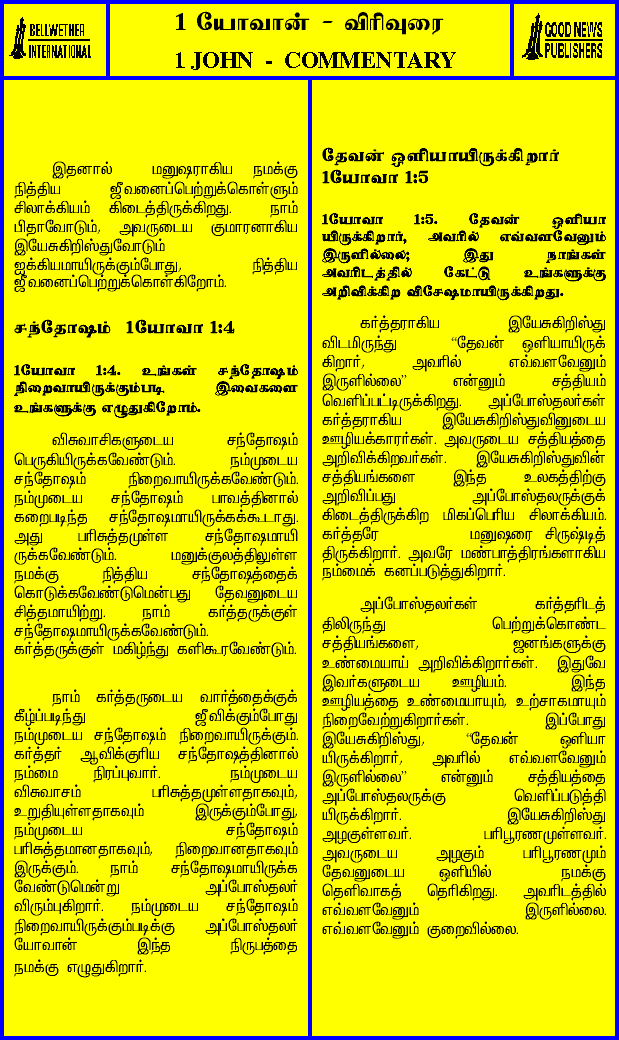 BELLWETHER
INTERNATIONAL
1 யோவான் - விரிவுரை
1 JOHN - COMMENTARY
GOOD NEWS
PUBLISHERS
இதனால் மனுஷராகிய நமக்கு
நித்திய ஜீவனைப்பெற்றுக்கொள்ளும்
சிலாக்கியம் கிடைத்திருக்கிறது. நாம்
பிதாவோடும், அவருடைய குமாரனாகிய
இயேசுகிறிஸ்துவோடும்
ஐக்கியமாயிருக்கும்போது, நித்திய
ஜீவனைப்பெற்றுக்கொள்கிறோம்.
சந்தோஷம் 1யோவா 1:4
1யோவா 1:4. உங்கள் சந்தோஷம்
நிறைவாயிருக்கும்படி இவைகளை
உங்களுக்கு எழுதுகிறோம்.
விசுவாசிகளுடைய சந்தோஷம்
பெருகியிருக்கவேண்டும். நம்முடைய
சந்தோஷம் நிறைவாயிருக்கவேண்டும்.
நம்முடைய சந்தோஷம் பாவத்தினால்
கறைபடிந்த சந்தோஷமாயிருக்கக்கூடாது.
அது பரிசுத்தமுள்ள சந்தோஷமாயி
ருக்கவேண்டும். மனுக்குலத்திலுள்ள
நமக்கு நித்திய சந்தோஷத்தைக்
கொடுக்கவேண்டுமென்பது தேவனுடைய
சித்தமாயிற்று. நாம் கர்த்தருக்குள்
சந்தோஷமாயிருக்கவேண்டும்.
கர்த்தருக்குள் மகிழ்ந்து களிகூரவேண்டும்.
நாம் கர்த்தருடைய வார்த்தைக்குக்
கீழ்ப்படிந்து ஜீவிக்கும்போது
நம்முடைய சந்தோஷம் நிறைவாயிருக்கும்.
கர்த்தர் ஆவிக்குரிய சந்தோஷத்தினால்
நம்மை நிரப்புவார். நம்முடைய
விசுவாசம் பரிசுத்தமுள்ளதாகவும்,
உறுதியுள்ளதாகவும் இருக்கும்போது,
நம்முடைய சந்தோஷம்
பரிசுத்தமானதாகவும், நிறைவானதாகவும்
இருக்கும். நாம் சந்தோஷமாயிருக்க
வேண்டுமென்று அப்போஸ்தலர்
விரும்புகிறார். நம்முடைய சந்தோஷம்
நிறைவாயிருக்கும்படிக்கு அப்போஸ்தலர்
யோவான் இந்த நிருபத்தை
நமக்கு எழுதுகிறார்.
தேவன் ஒளியாயிருக்கிறார்
1யோவா 1:5
1யோவா 1:5. தேவன் ஒளியா
யிருக்கிறார், அவரில் எவ்வளவேனும்
இருளில்லை; இது நாங்கள்
அவரிடத்தில் கேட்டு உங்களுக்கு
அறிவிக்கிற விசேஷமாயிருக்கிறது.
கர்த்தராகிய இயேசுகிறிஸ்து
விடமிருந்து “தேவன் ஒளியாயிருக்
கிறார், அவரில் எவ்வளவேனும்
இருளில்லை” என்னும் சத்தியம்
வெளிப்பட்டிருக்கிறது. அப்போஸ்தலர்கள்
கர்த்தராகிய இயேசுகிறிஸ்துவினுடைய
ஊழியக்காரர்கள். அவருடைய சத்தியத்தை
அறிவிக்கிறவர்கள். இயேசுகிறிஸ்துவின்
சத்தியங்களை இந்த உலகத்திற்கு
அறிவிப்பது அப்போஸ்தலருக்குக்
கிடைத்திருக்கிற மிகப்பெரிய சிலாக்கியம்.
கர்த்தரே மனுஷரை சிருஷ்டித்
திருக்கிறார். அவரே மண்பாத்திரங்களாகிய
நம்மைக் கனப்படுத்துகிறார்.
அப்போஸ்தலர்கள் கர்த்தரிடத்
திலிருந்து பெற்றுக்கொண்ட
சத்தியங்களை, ஜனங்களுக்கு
உண்மையாய் அறிவிக்கிறார்கள். இதுவே
இவர்களுடைய ஊழியம். இந்த
ஊழியத்தை உண்மையாயும், உற்சாகமாயும்
நிறைவேற்றுகிறார்கள். இப்போது
இயேசுகிறிஸ்து, “தேவன் ஒளியா
யிருக்கிறார், அவரில் எவ்வளவேனும்
இருளில்லை” என்னும் சத்தியத்தை
அப்போஸ்தலருக்கு வெளிப்படுத்தி
யிருக்கிறார். இயேசுகிறிஸ்து
அழகுள்ளவர். பரிபூரணமுள்ளவர்.
அவருடைய அழகும் பரிபூரணமும்
தேவனுடைய ஒளியில் நமக்கு
தெளிவாகத் தெரிகிறது. அவரிடத்தில்
எவ்வளவேனும் இருளில்லை.
எவ்வளவேனும் குறைவில்லை.